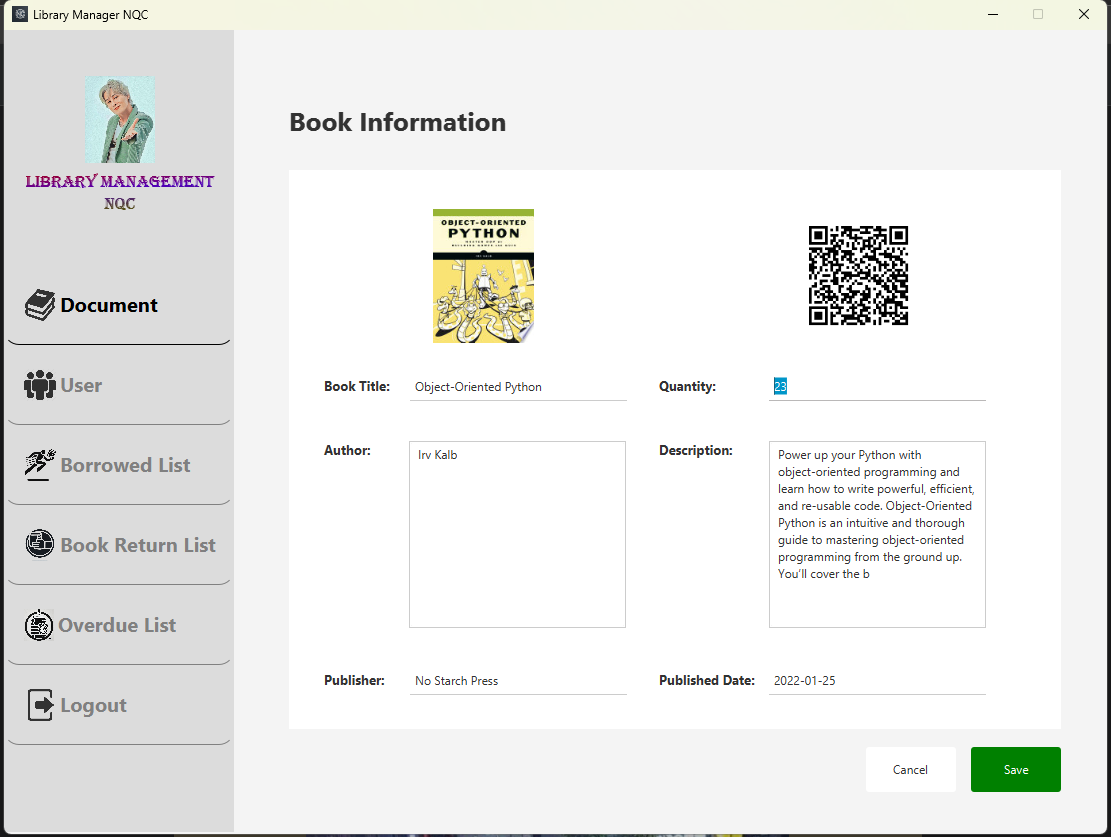 Library Manager NQC
LIBRARY MANAGEMENT
NQC
Document
User
Borrowed List
Book Return List
Overdue List
Logout
Book Information
OBJECT-ORIENTED
PYTHON
IRV KALB
Book Title:
Object-Oriented Python
Quantity:
23
Author:
Irv Kalb
Description:
Power up your Python with
object-oriented programming and
learn how to write powerful, efficient,
and re-usable code. Object-Oriented
Python is an intuitive and thorough
guide to mastering object-oriented
programming from the ground up.
You'll cover the b
Publisher:
No Starch Press
Published Date:
2022-01-25
Cancel
Save